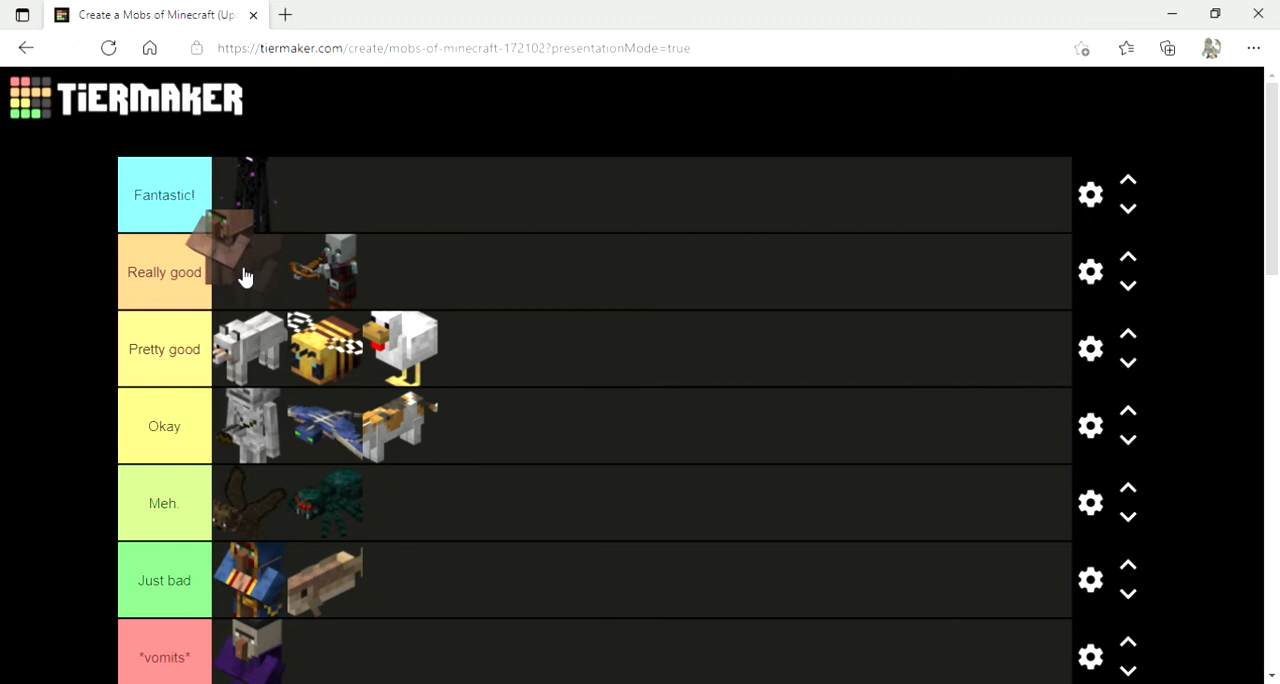 Create a Mobs of Minecraft (Up
https://tiermaker.com/create/mobs-of-minecraft-172102?presentationMode=true
TiERMAKER
Fantastic!
Really good
Pretty good
Okay
Meh.
Just bad
*vomits*